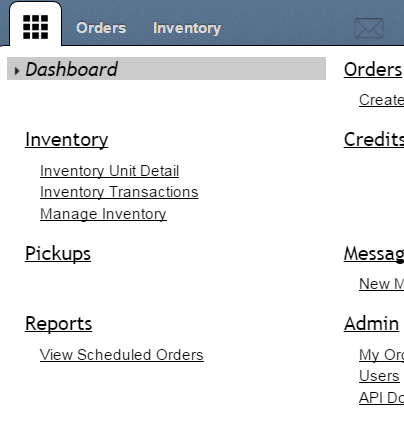 Orders Inventory
Dashboard
Orders
Create
Inventory
Credits
Inventory Unit Detail
Inventory Transactions
Manage Inventory
Pickups
Messag
New M
Reports
Admin
View Scheduled Orders
My Org
Users
API Do